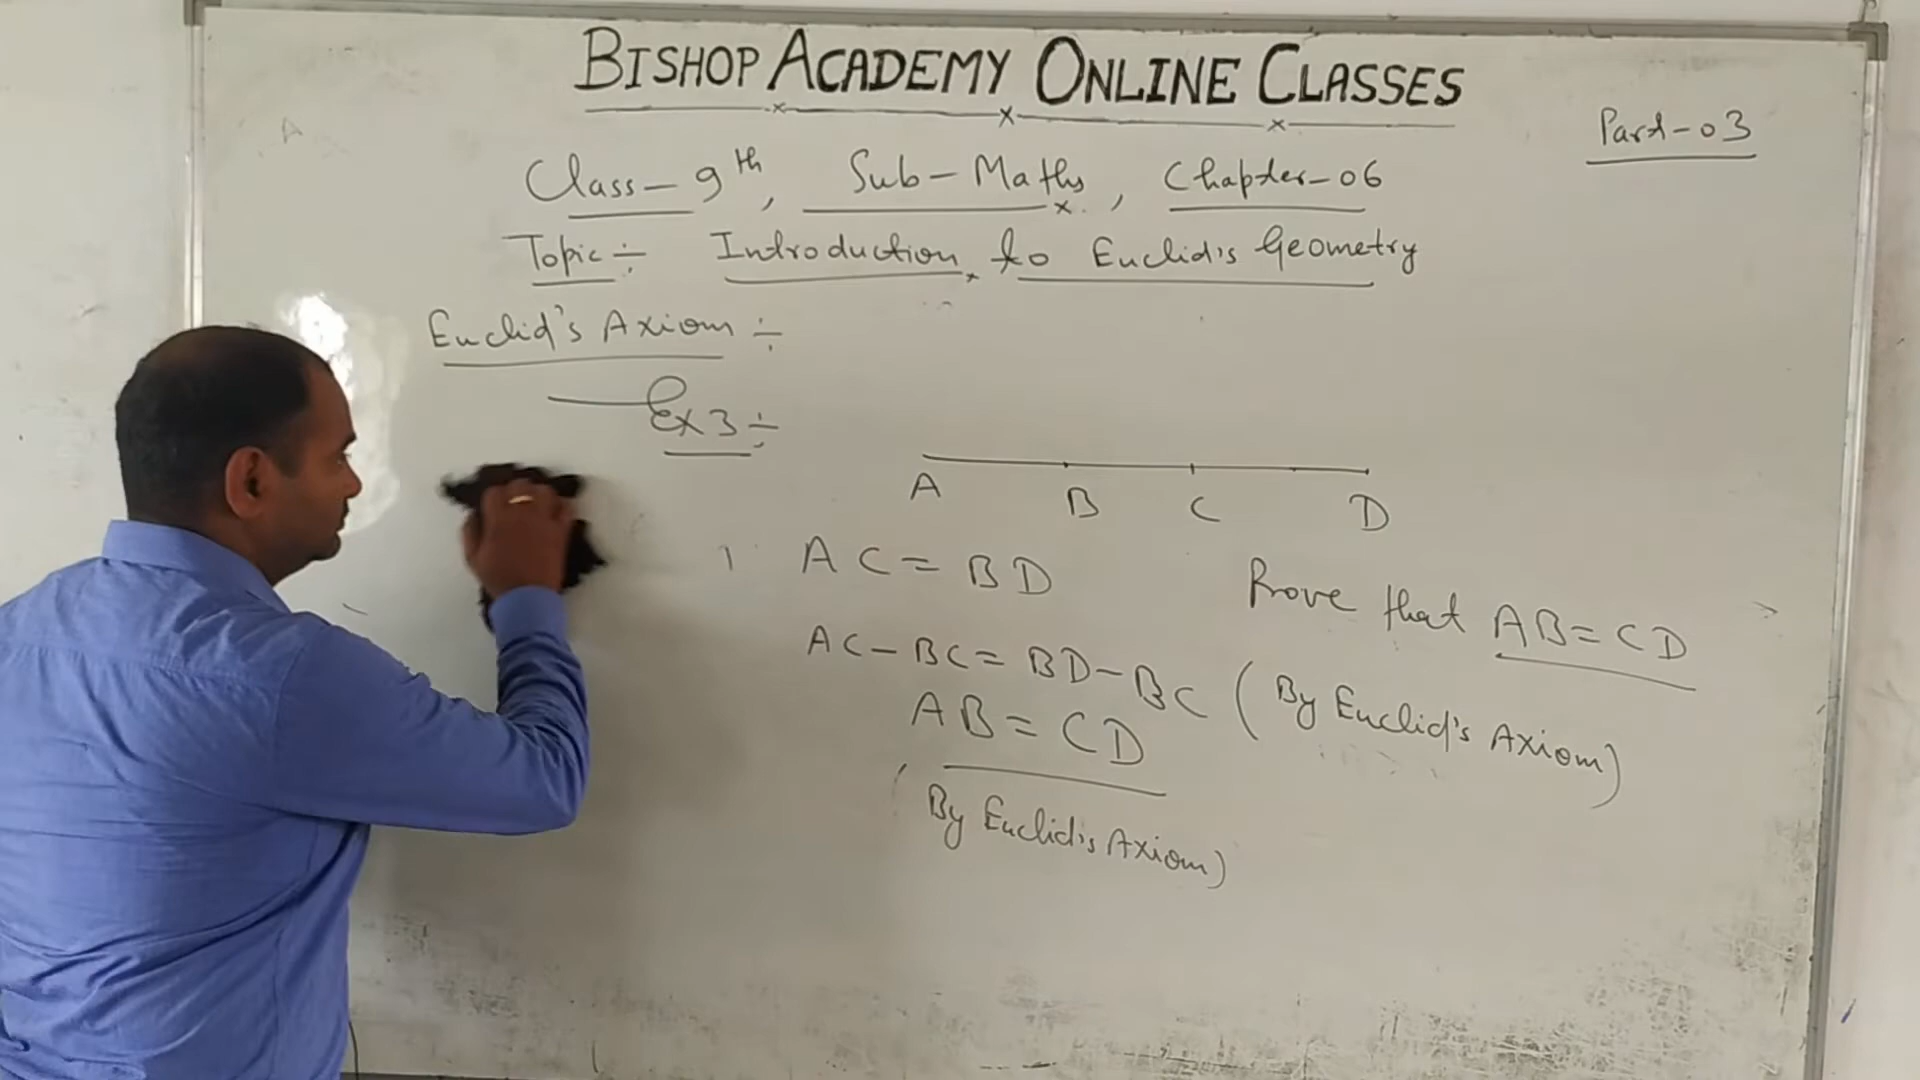 BISHOP ACADEMY ONLINE CLASSES
Part-03
Class-9th, Sub-Maths, Chapter-06
Topic÷ Introduction to Euclid's Geometry
Euclid's Axiom÷
Ex3÷
A B C D
AC = BD Prove that AB=CD
AC-BC = BD-BC (By Euclid's Axiom)
AB = CD
(By Euclid's Axiom)